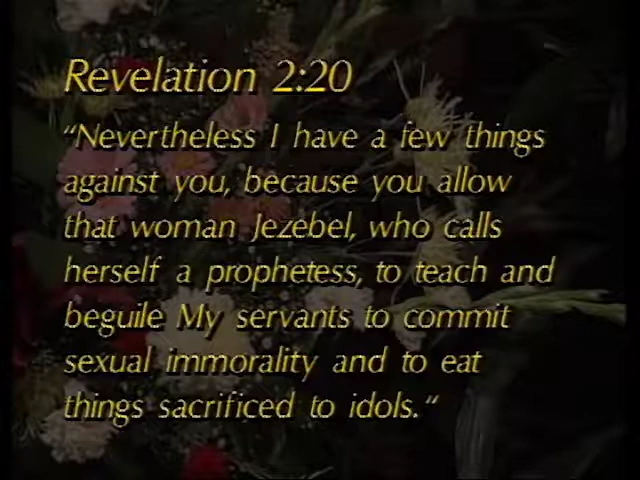 Revelation 2:20
“Nevertheless I have a few things
against you, because you allow
that woman Jezebel, who calls
herself a prophetess, to teach and
beguile My servants to commit
sexual immorality and to eat
things sacrificed to idols.“